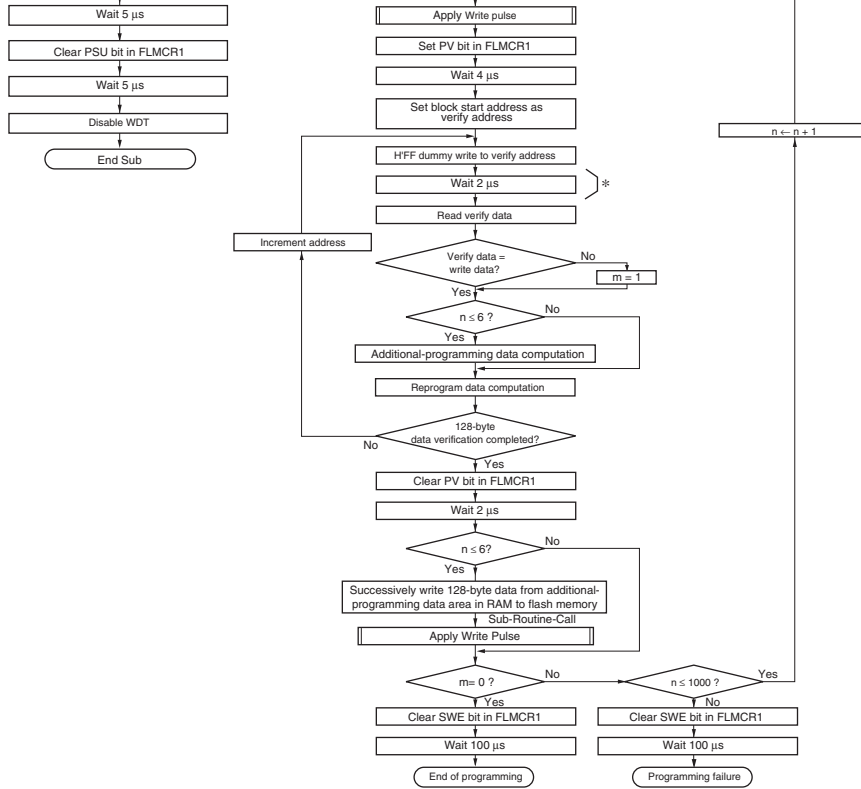 Wait 5 μs
Clear PSU bit in FLMCR1
Wait 5 μs
Disable WDT
End Sub
Apply Write pulse
Set PV bit in FLMCR1
Wait 4 μs
Set block start address as
verify address
H'FF dummy write to verify address
Wait 2 μs
*
Read verify data
Increment address
Verify data =
write data?
No
m = 1
Yes
n ≤ 6 ?
No
Yes
Additional-programming data computation
Reprogram data computation
128-byte
data verification completed?
No
Yes
Clear PV bit in FLMCR1
Wait 2 μs
n ≤ 6?
No
Yes
Successively write 128-byte data from additional-
programming data area in RAM to flash memory
Sub-Routine-Call
Apply Write Pulse
m= 0 ?
No
Yes
Clear SWE bit in FLMCR1
Wait 100 μs
End of programming
n ≤ 1000 ?
Yes
No
Clear SWE bit in FLMCR1
Wait 100 μs
Programming failure
n ← n + 1